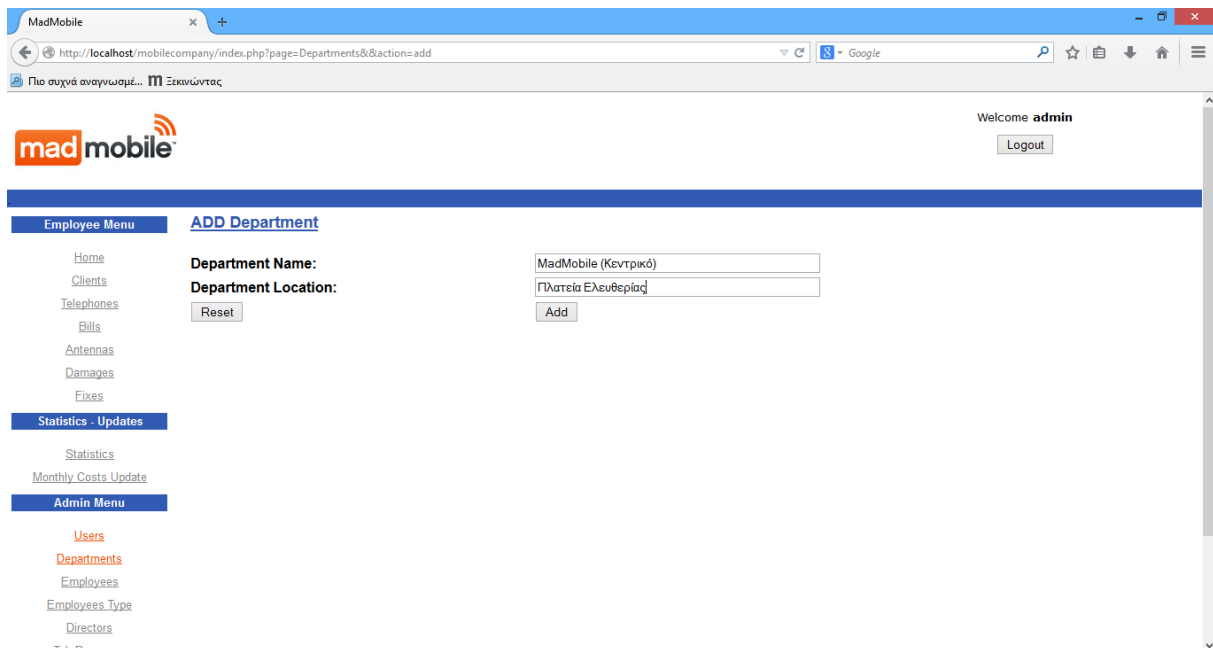 MadMobile
http://localhost/mobilecompany/index.php?page=Departments&&action=add
Google
Πιο συχνά αναγνωσμέ... Ξεκινώντας
mad mobile
Welcome admin
Logout
Employee Menu
Home
Clients
Telephones
Bills
Antennas
Damages
Fixes
Statistics - Updates
Statistics
Monthly Costs Update
Admin Menu
Users
Departments
Employees
Employees Type
Directors
ADD Department
Department Name: MadMobile (Κεντρικό)
Department Location: Πλατεία Ελευθερίας
Reset Add